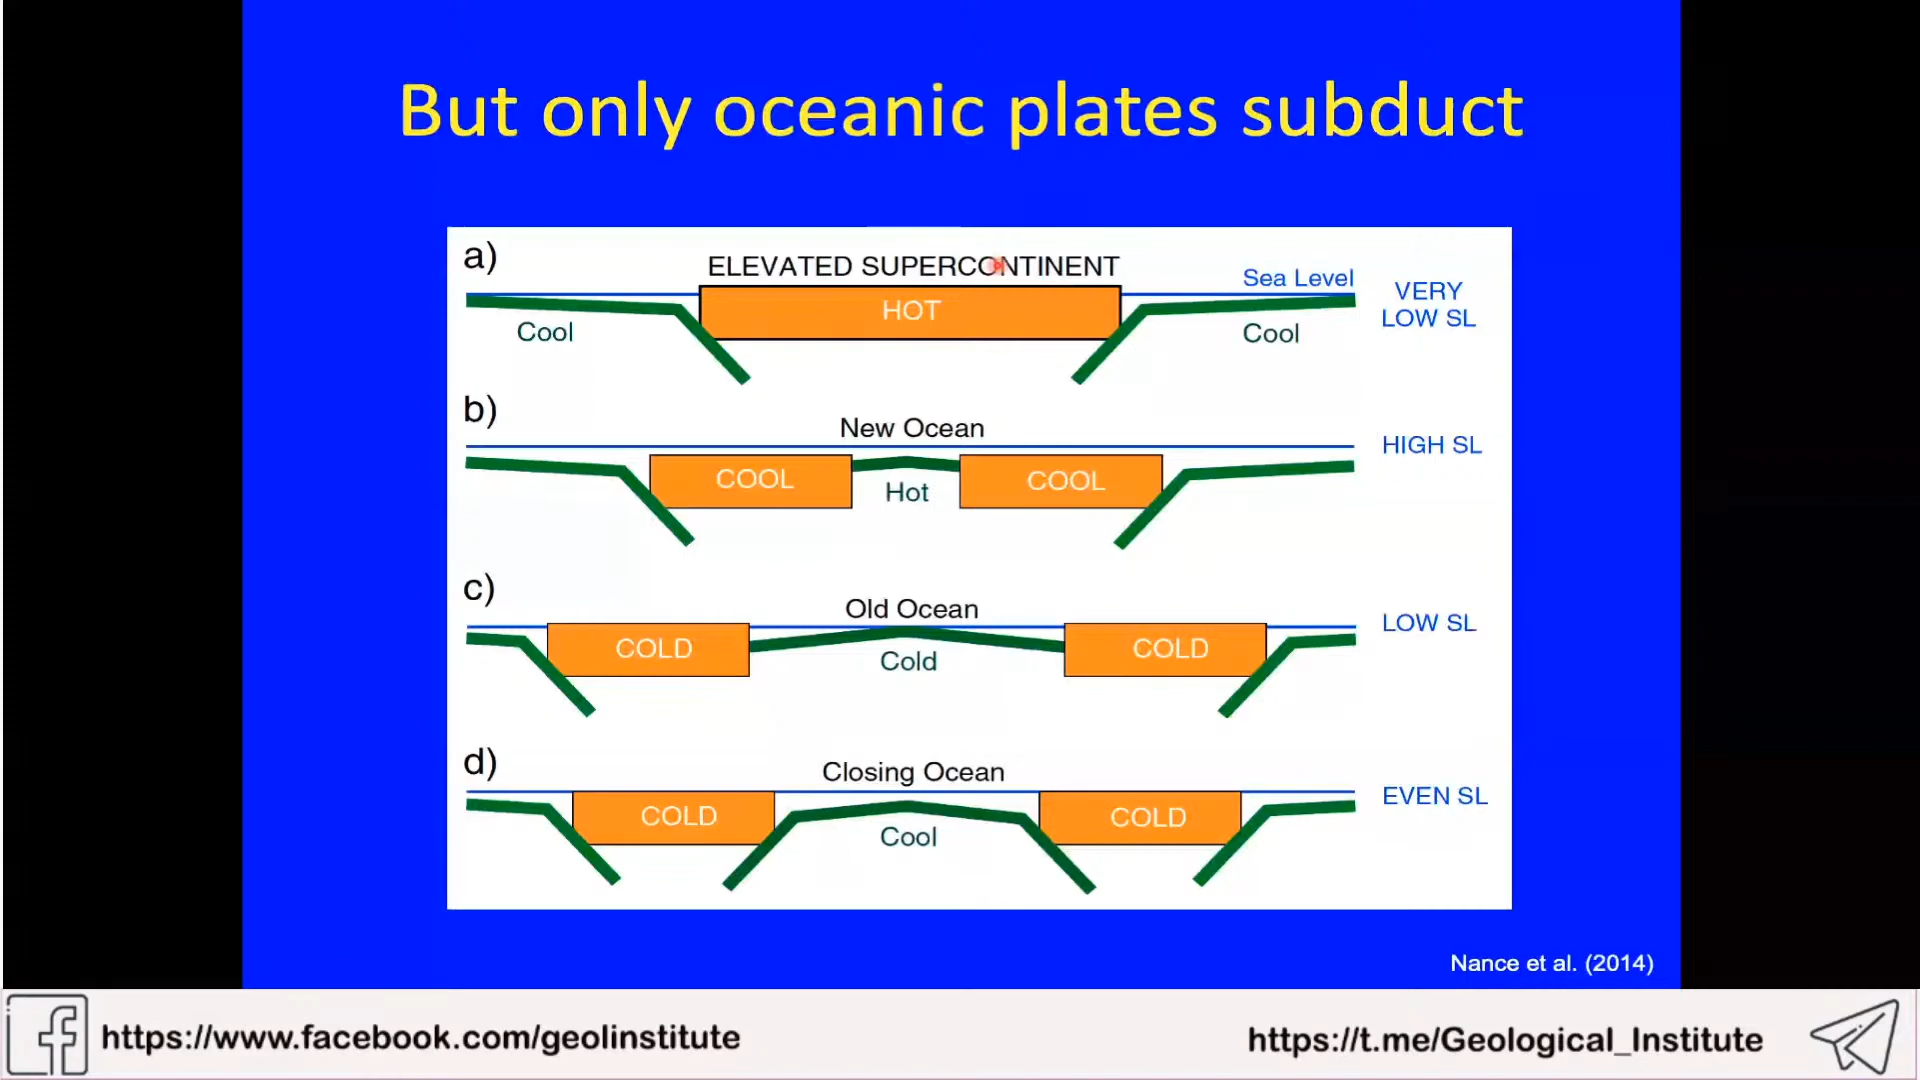 But only oceanic plates subduct
a)
ELEVATED SUPERCONTINENT
Sea Level
VERY
LOW SL
HOT
Cool
Cool
b)
New Ocean
HIGH SL
COOL
COOL
Hot
c)
Old Ocean
LOW SL
COLD
COLD
Cold
d)
Closing Ocean
EVEN SL
COLD
COLD
Cool
Nance et al. (2014)
https://www.facebook.com/geolinstitute
https://t.me/Geological_Institute